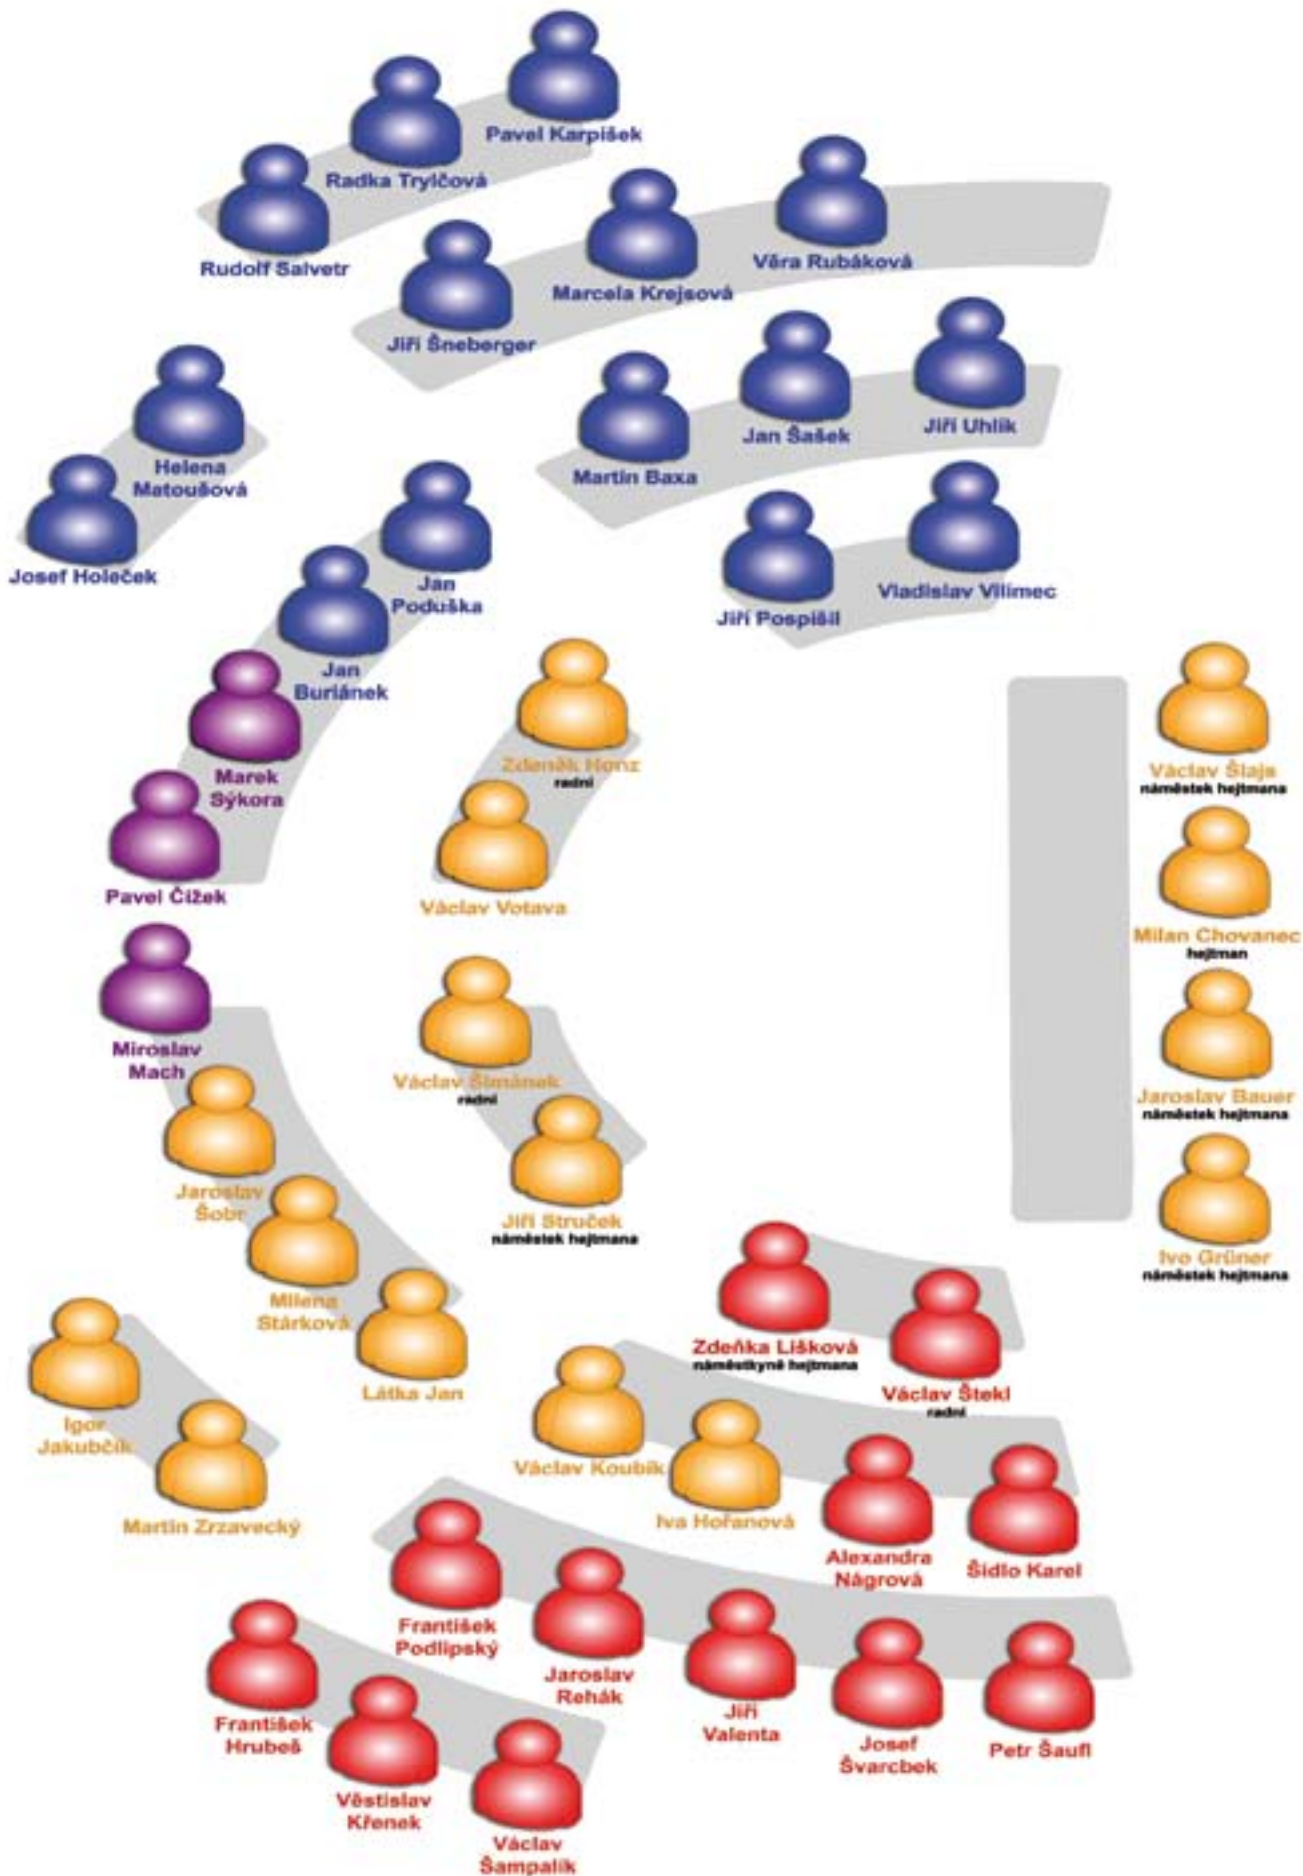 Pavel Karpíšek
Radka Trylčová
Rudolf Salvetr
Věra Rubáková
Marcela Krejsová
Jiří Šneberger
Jiří Uhlík
Jan Šašek
Martin Baxa
Helena
Matoušová
Josef Holeček
Vladislav Vilímec
Jiří Pospíšil
Jan
Poduška
Jan
Buriánek
Marek
Sýkora
Pavel Čížek
Zdeněk Honz
radní
Václav Votava
Václav Šlajs
náměstek hejtmana
Milan Chovanec
hejtman
Jaroslav Bauer
náměstek hejtmana
Ivo Grüner
náměstek hejtmana
Miroslav
Mach
Jaroslav
Šobr
Milena
Stárková
Látka Jan
Václav Šimánek
radní
Jiří Struček
náměstek hejtmana
Igor
Jakubčík
Martin Zrzavecký
Zdeňka Lišková
náměstkyně hejtmana
Václav Štekl
radní
Václav Koubík
Iva Hořanová
Alexandra
Nágrová
Šidlo Karel
František
Podlipský
Jaroslav
Rehák
Jiří
Valenta
Josef
Švarcbek
Petr Šaufl
František
Hrubeš
Věstislav
Křenek
Václav
Šampalík